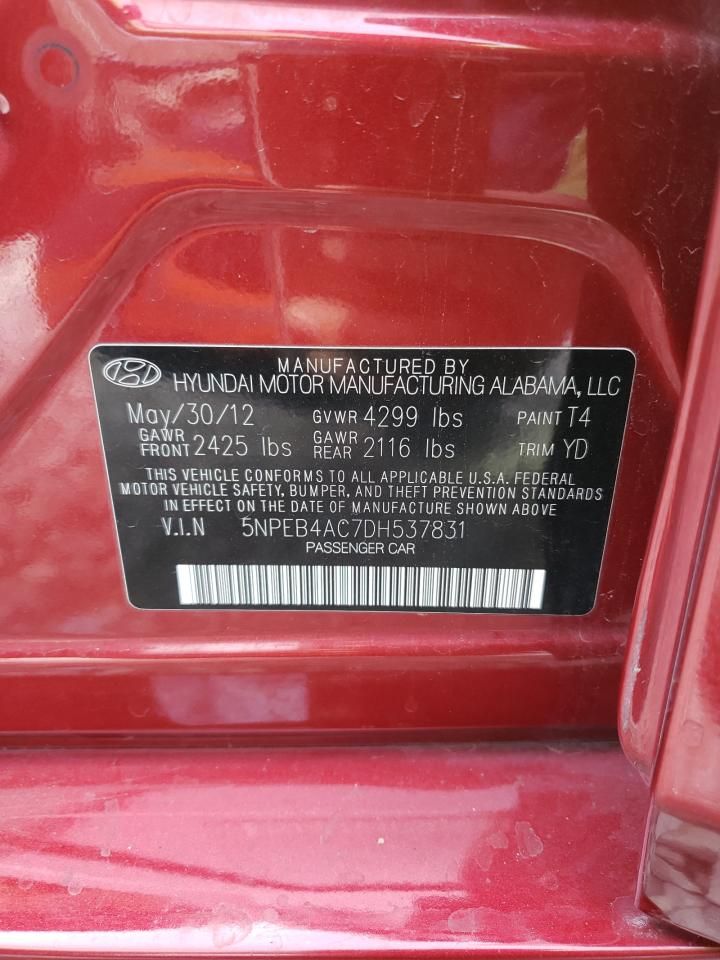 MANUFACTURED BY
HYUNDAI MOTOR MANUFACTURING ALABAMA, LLC
May/30/12 GVWR 4299 lbs PAINT T4
GAWR FRONT 2425 lbs GAWR REAR 2116 lbs TRIM YD
THIS VEHICLE CONFORMS TO ALL APPLICABLE U.S.A. FEDERAL
MOTOR VEHICLE SAFETY, BUMPER, AND THEFT PREVENTION STANDARDS
IN EFFECT ON THE DATE OF MANUFACTURE SHOWN ABOVE
V.I.N 5NPEB4AC7DH537831
PASSENGER CAR